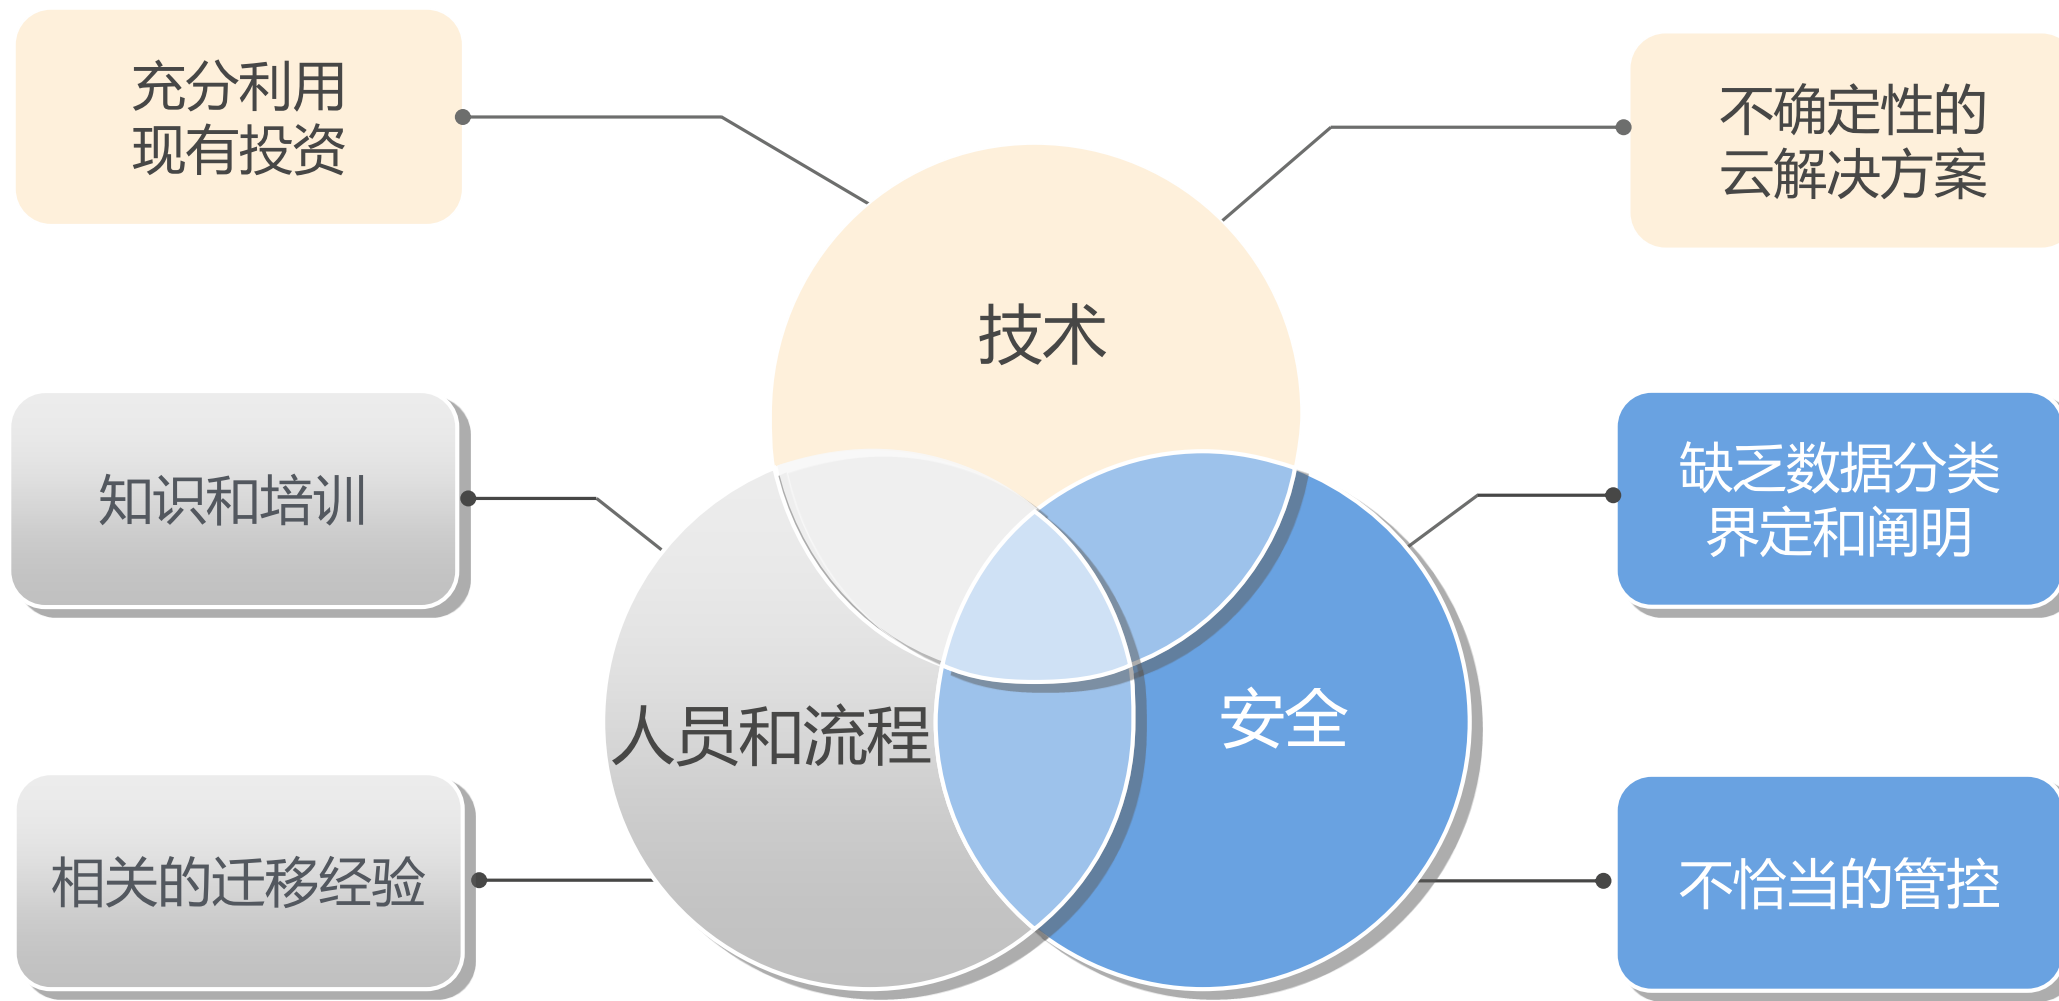 充分利用
现有投资
不确定性的
云解决方案
技术
知识和培训
缺乏数据分类
界定和阐明
人员和流程
安全
相关的迁移经验
不恰当的管控